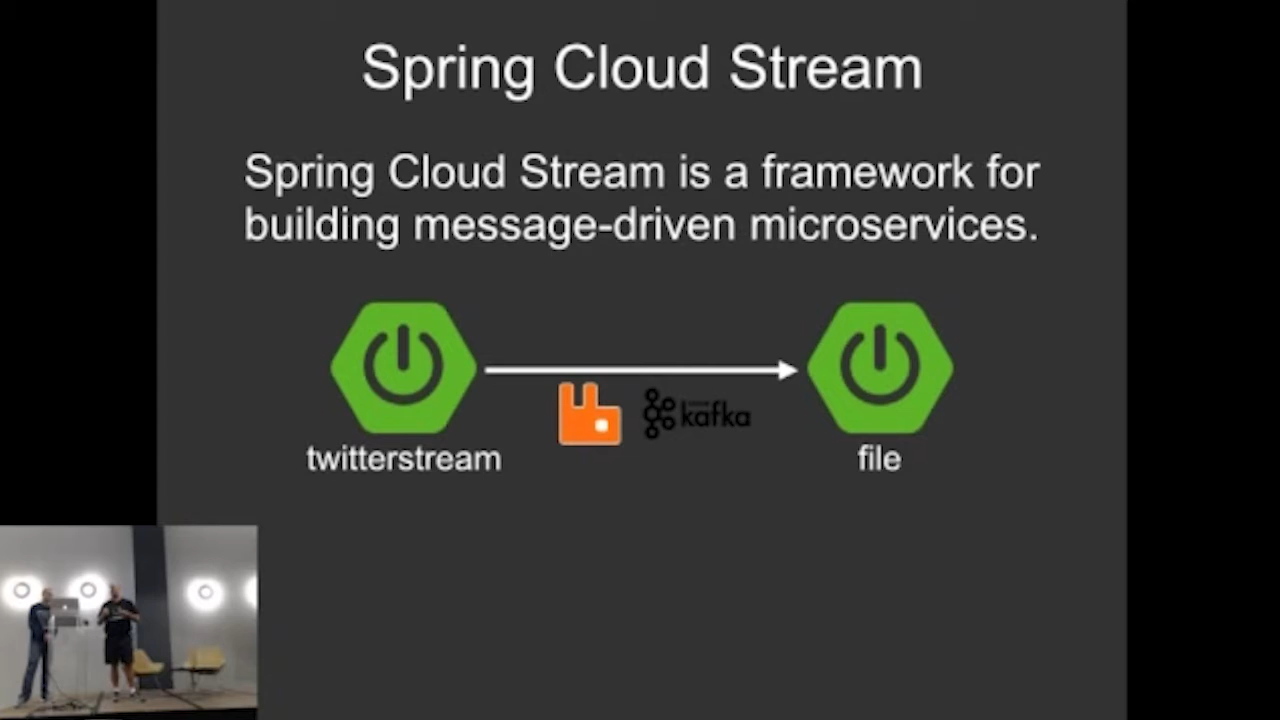 Spring Cloud Stream
Spring Cloud Stream is a framework for
building message-driven microservices.
kafka
twitterstream
file